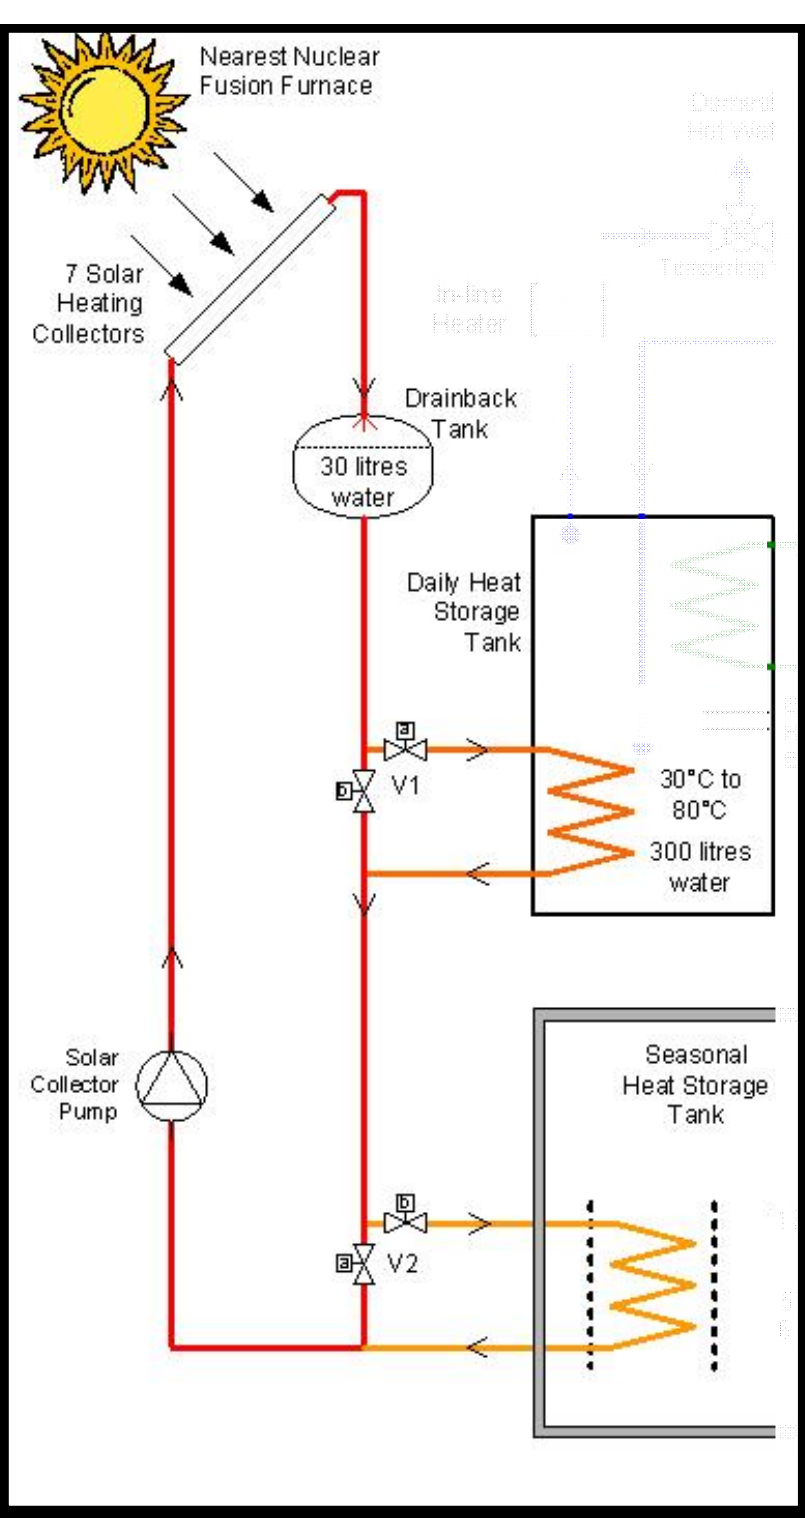 Nearest Nuclear
Fusion Furnace
7 Solar
Heating
Collectors
In-line
Heater
Drainback
Tank
30 litres
water
Daily Heat
Storage
Tank
a
b
V1
30°C to
80°C
300 litres
water
Solar
Collector
Pump
Seasonal
Heat Storage
Tank
b
a
V2